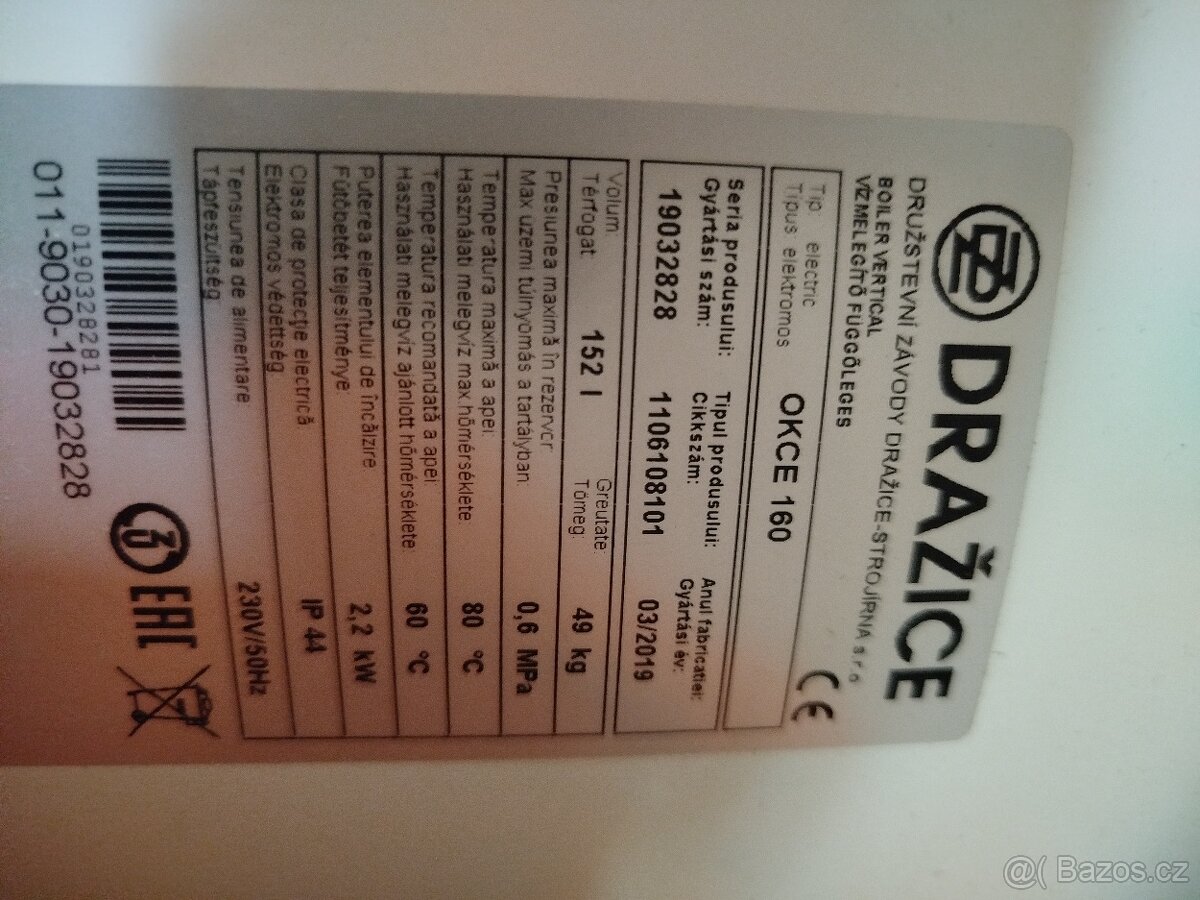 DRAŽICE
DRUŽSTEVNÍ ZÁVODY DRAŽICE-STROJÍRNA s.r.o
BOILER VERTICAL
VÍZMELEGÍTŐ FÜGGŐLEGES
CE
Tip electric
Tipus elektromos
OKCE 160
Seria produsului: Tipul produsului: Anul fabricatiei:
Gyártási szám: Cikkszám: Gyártási év:
19032828 1106108101 03/2019
Volum: Greutate:
Térfogat: 152 l Tömeg: 49 kg
Presiunea maximă în rezervor
Max üzemi túlnyomás a tartályban 0,6 MPa
Temperatura maximă a apei:
Használati melegvíz max.hőmérséklete 80 °C
Temperatura recomandată a apei:
Használati melegvíz ajánlott hőmérséklete 60 °C
Puterea elementului de încălzire
Fűtőbetét teljesítménye: 2,2 kW
Clasa de protecţie electrică
Elektromos védettség IP 44
Tensiunea de alimentare
Tápfeszültség 230V/50Hz
EAC
0190328281
011-9030-19032828
@( Bazos.cz